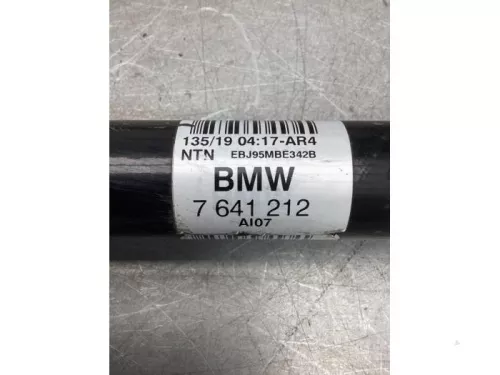 135/19 04:17-AR4
NTN EBJ95MBE342B
BMW
7 641 212
AI07